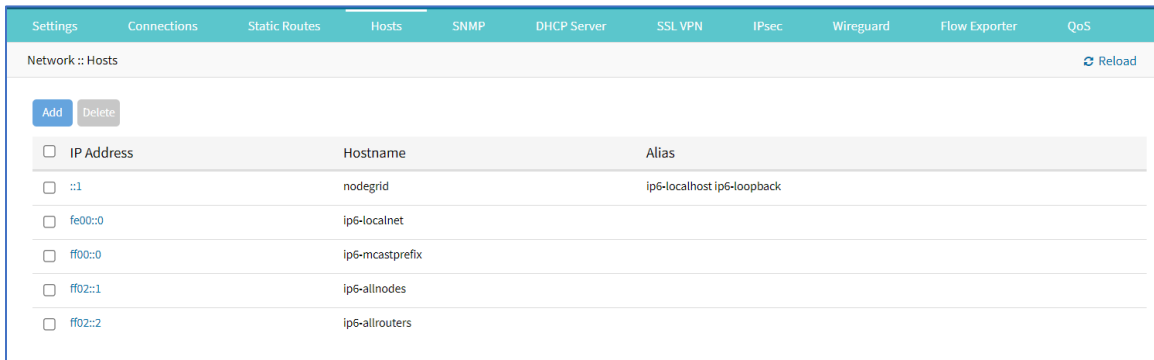 Settings Connections Static Routes Hosts SNMP DHCP Server SSL VPN IPsec Wireguard Flow Exporter QoS
Network :: Hosts Reload
Add Delete
IP Address Hostname Alias
::1 nodegrid ip6-localhost ip6-loopback
fe00::0 ip6-localnet
ff00::0 ip6-mcastprefix
ff02::1 ip6-allnodes
ff02::2 ip6-allrouters